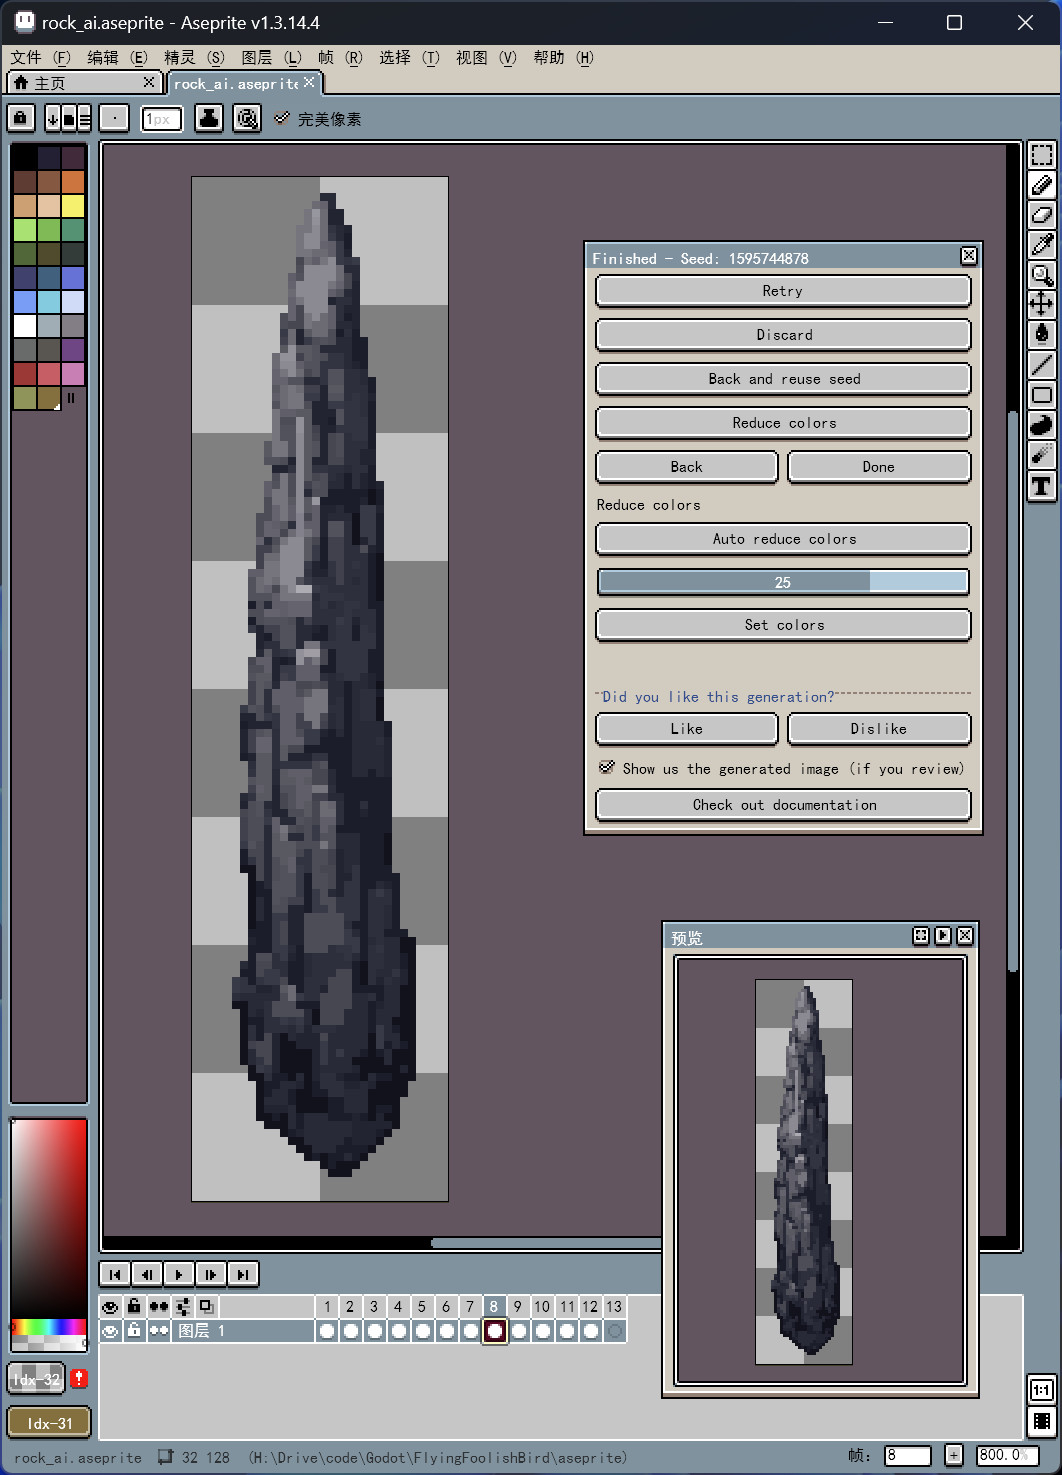 rock_ai.aseprite - Aseprite v1.3.14.4
文件 (F) 编辑 (E) 精灵 (S) 图层 (L) 帧 (R) 选择 (T) 视图 (V) 帮助 (H)
主页 rock_ai.aseprite
1px 完美像素
Finished - Seed: 1595744878
Retry
Discard
Back and reuse seed
Reduce colors
Back Done
Reduce colors
Auto reduce colors
25
Set colors
Did you like this generation?
Like Dislike
Show us the generated image (if you review)
Check out documentation
预览
1 2 3 4 5 6 7 8 9 10 11 12 13
图层 1
Idx-32
Idx-31
1:1
rock_ai.aseprite 32 128 (H:\Drive\code\Godot\FlyingFoolishBird\aseprite) 帧: 8 + 800.0%